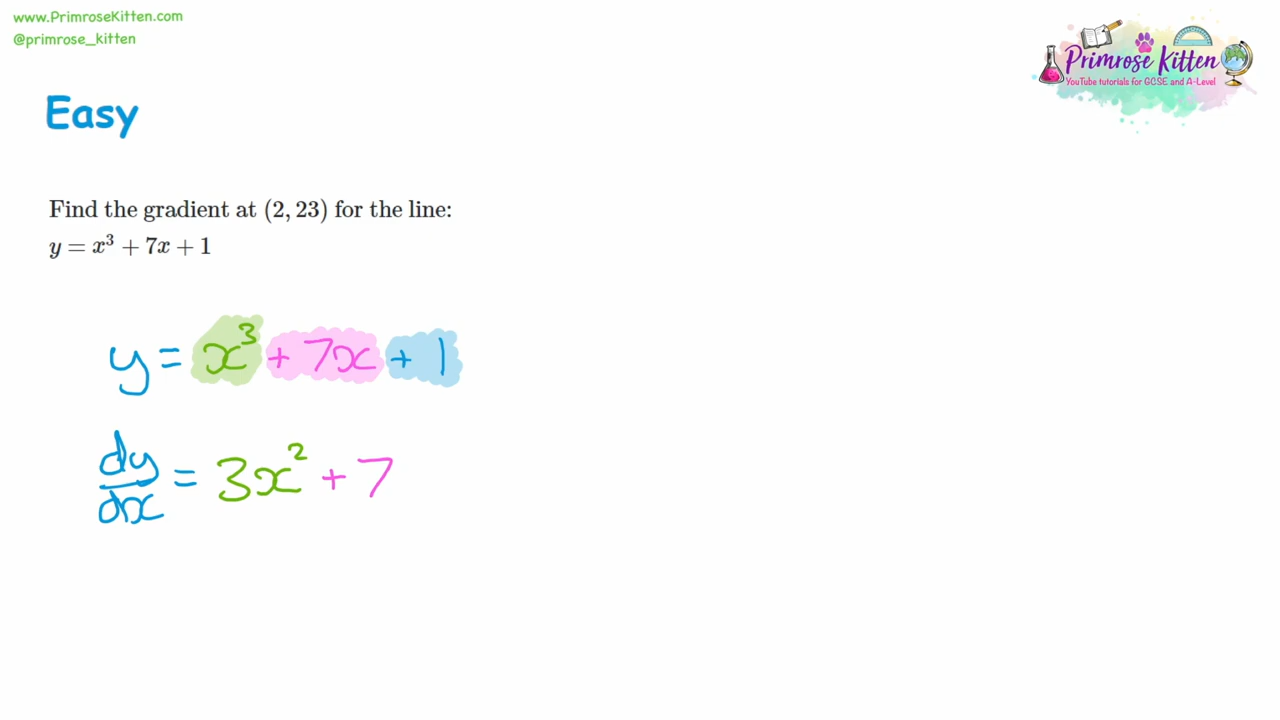 www.PrimroseKitten.com
@primrose_kitten
Primrose Kitten
YouTube tutorials for GCSE and A-Level
Easy
Find the gradient at (2, 23) for the line:
y = x³ + 7x + 1
y = x³ + 7x + 1
dy/dx = 3x² + 7